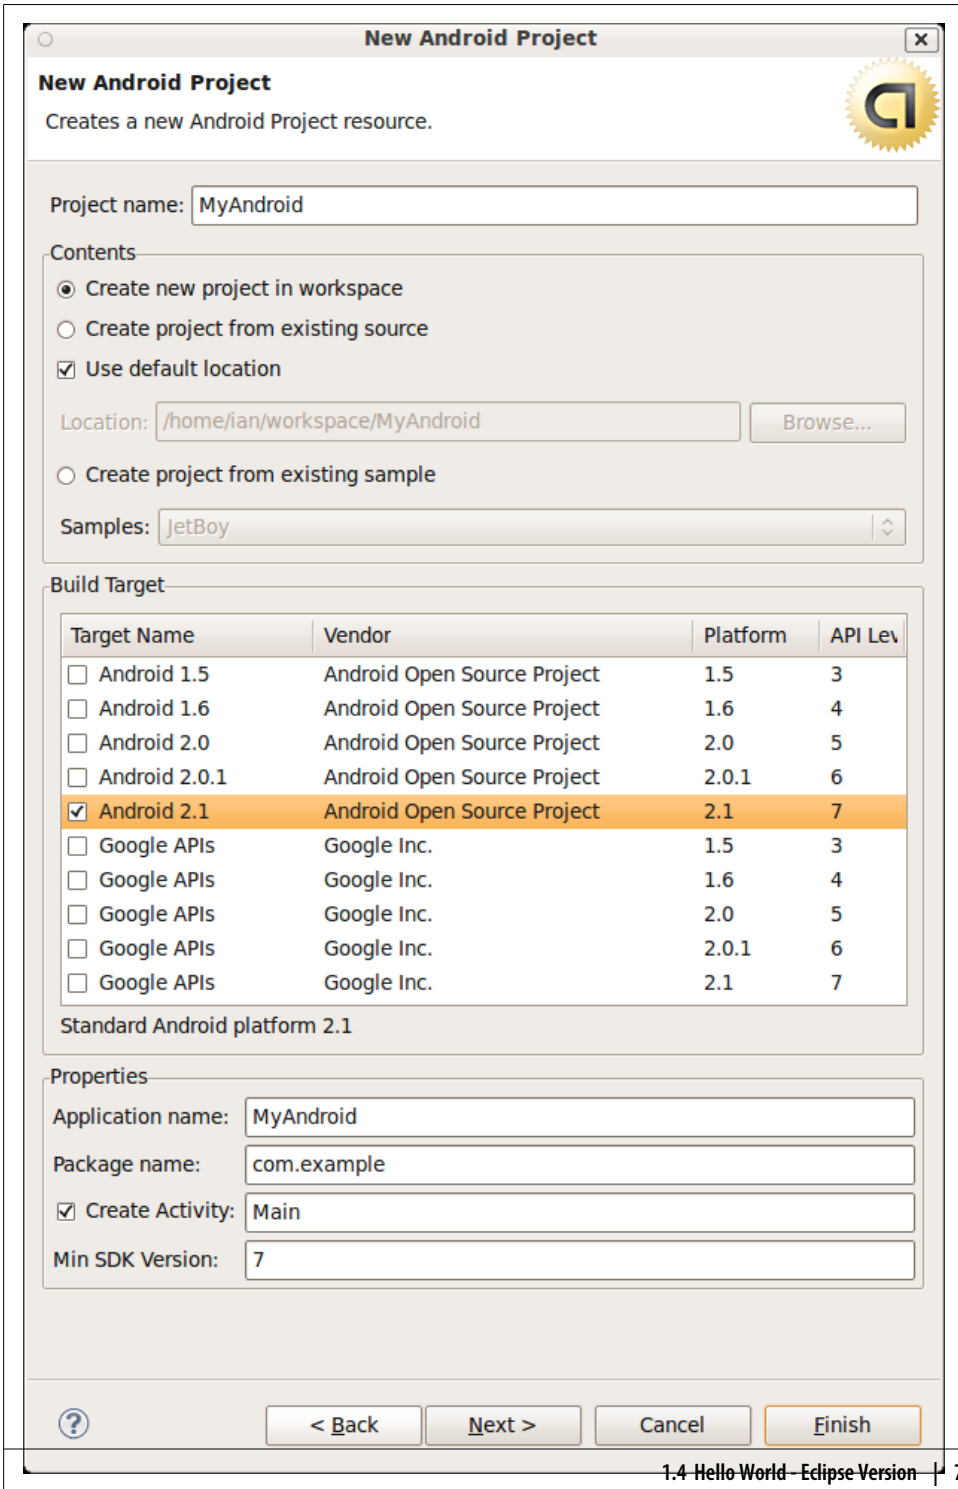 New Android Project
New Android Project
Creates a new Android Project resource.
Project name: MyAndroid
Contents
Create new project in workspace
Create project from existing source
Use default location
Location: /home/ian/workspace/MyAndroid Browse...
Create project from existing sample
Samples: JetBoy
Build Target
Target Name Vendor Platform API Lev
Android 1.5 Android Open Source Project 1.5 3
Android 1.6 Android Open Source Project 1.6 4
Android 2.0 Android Open Source Project 2.0 5
Android 2.0.1 Android Open Source Project 2.0.1 6
Android 2.1 Android Open Source Project 2.1 7
Google APIs Google Inc. 1.5 3
Google APIs Google Inc. 1.6 4
Google APIs Google Inc. 2.0 5
Google APIs Google Inc. 2.0.1 6
Google APIs Google Inc. 2.1 7
Standard Android platform 2.1
Properties
Application name: MyAndroid
Package name: com.example
Create Activity: Main
Min SDK Version: 7
? < Back Next > Cancel Finish
1.4 Hello World - Eclipse Version | 7